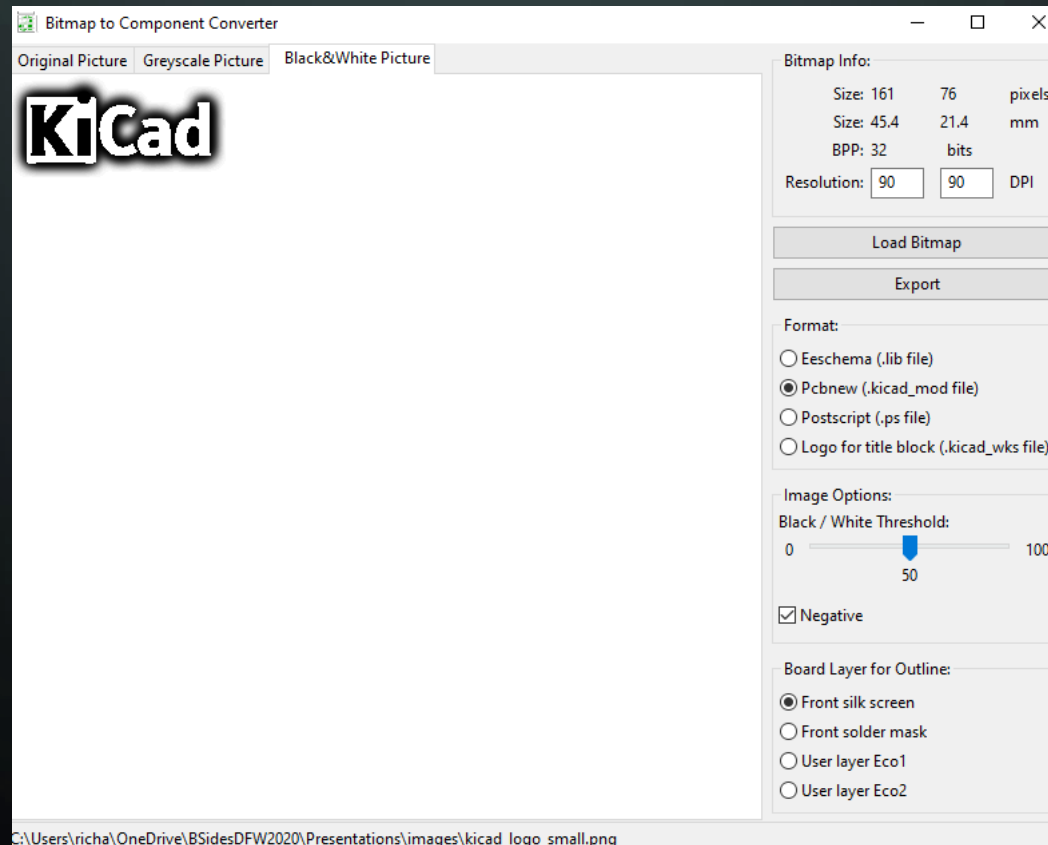 Bitmap to Component Converter
Original Picture Greyscale Picture Black&White Picture
KiCad
Bitmap Info:
Size: 161 76 pixels
Size: 45.4 21.4 mm
BPP: 32 bits
Resolution: 90 90 DPI
Load Bitmap
Export
Format:
Eeschema (.lib file)
Pcbnew (.kicad_mod file)
Postscript (.ps file)
Logo for title block (.kicad_wks file)
Image Options:
Black / White Threshold:
0 100
50
Negative
Board Layer for Outline:
Front silk screen
Front solder mask
User layer Eco1
User layer Eco2
C:\Users\richa\OneDrive\BSidesDFW2020\Presentations\images\kicad_logo_small.png